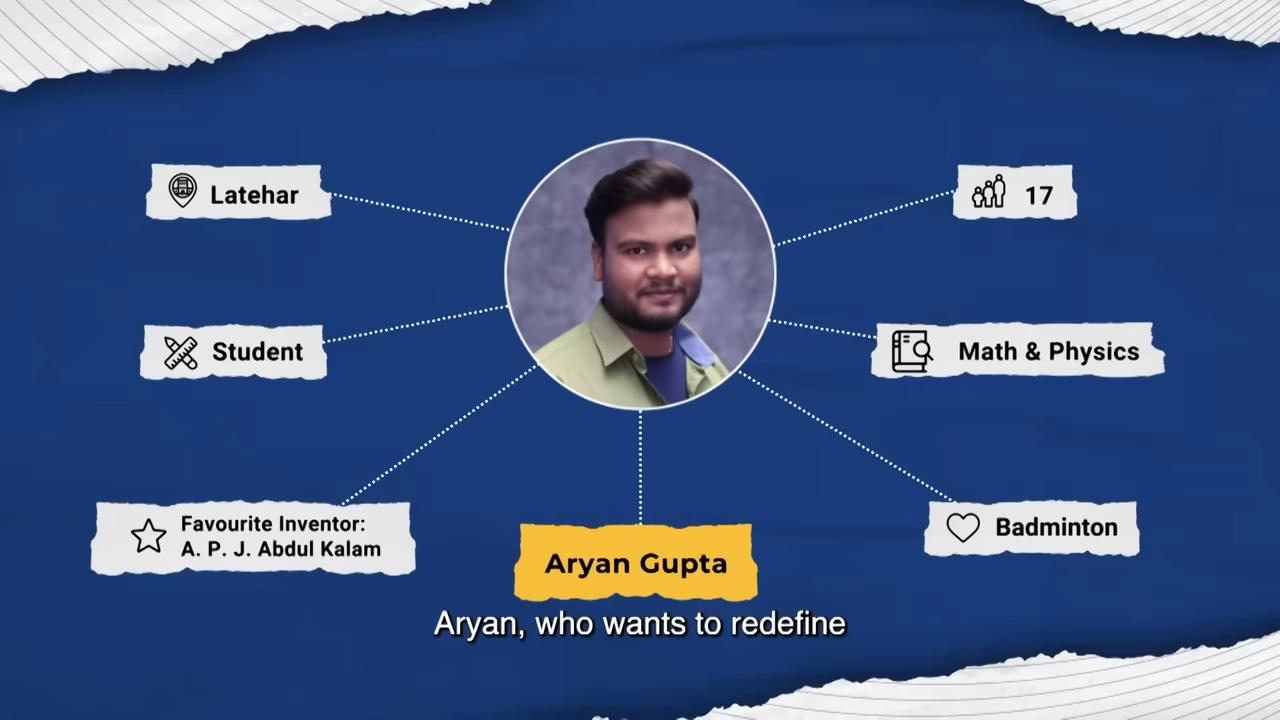 Latehar
17
Student
Math & Physics
Favourite Inventor:
A. P. J. Abdul Kalam
Badminton
Aryan Gupta
Aryan, who wants to redefine